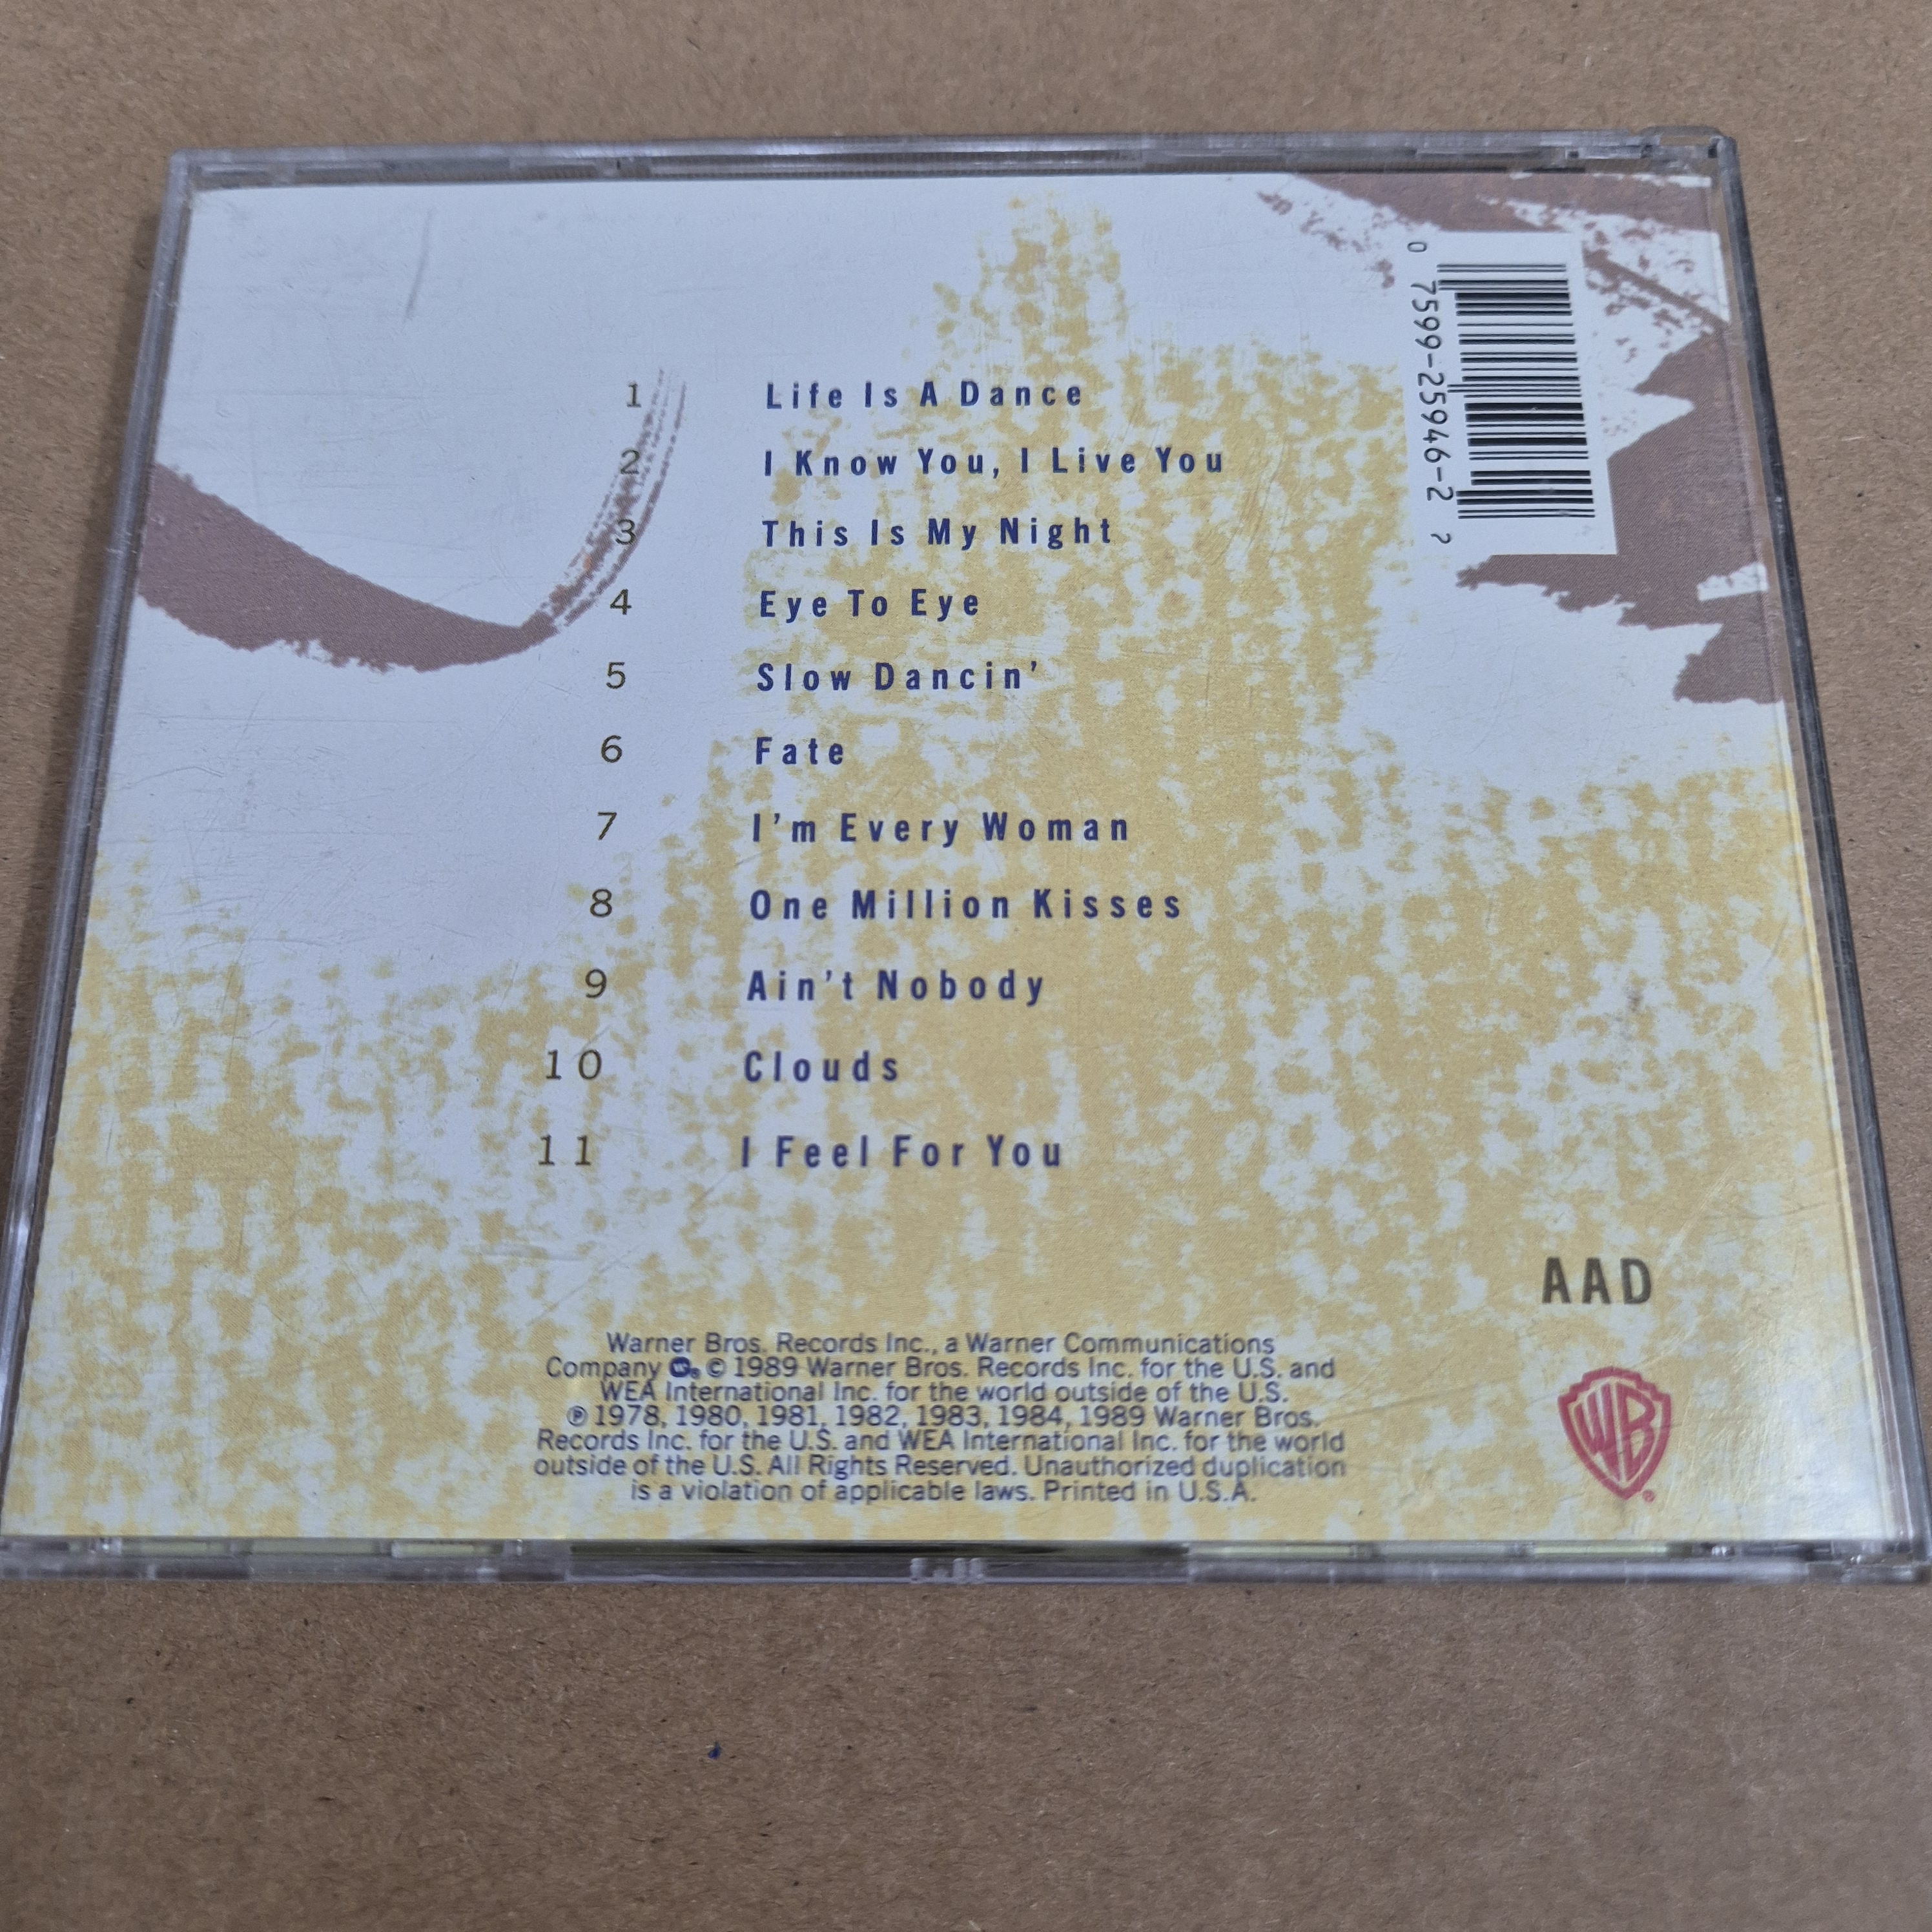 1 Life Is A Dance
2 I Know You, I Live You
3 This Is My Night
4 Eye To Eye
5 Slow Dancin'
6 Fate
7 I'm Every Woman
8 One Million Kisses
9 Ain't Nobody
10 Clouds
11 I Feel For You
0 7599-25946-2 2
AAD
Warner Bros. Records Inc., a Warner Communications
Company © 1989 Warner Bros. Records Inc. for the U.S. and
WEA International Inc. for the world outside of the U.S.
℗ 1978, 1980, 1981, 1982, 1983, 1984, 1989 Warner Bros.
Records Inc. for the U.S. and WEA International Inc. for the world
outside of the U.S. All Rights Reserved. Unauthorized duplication
is a violation of applicable laws. Printed in U.S.A.
WB